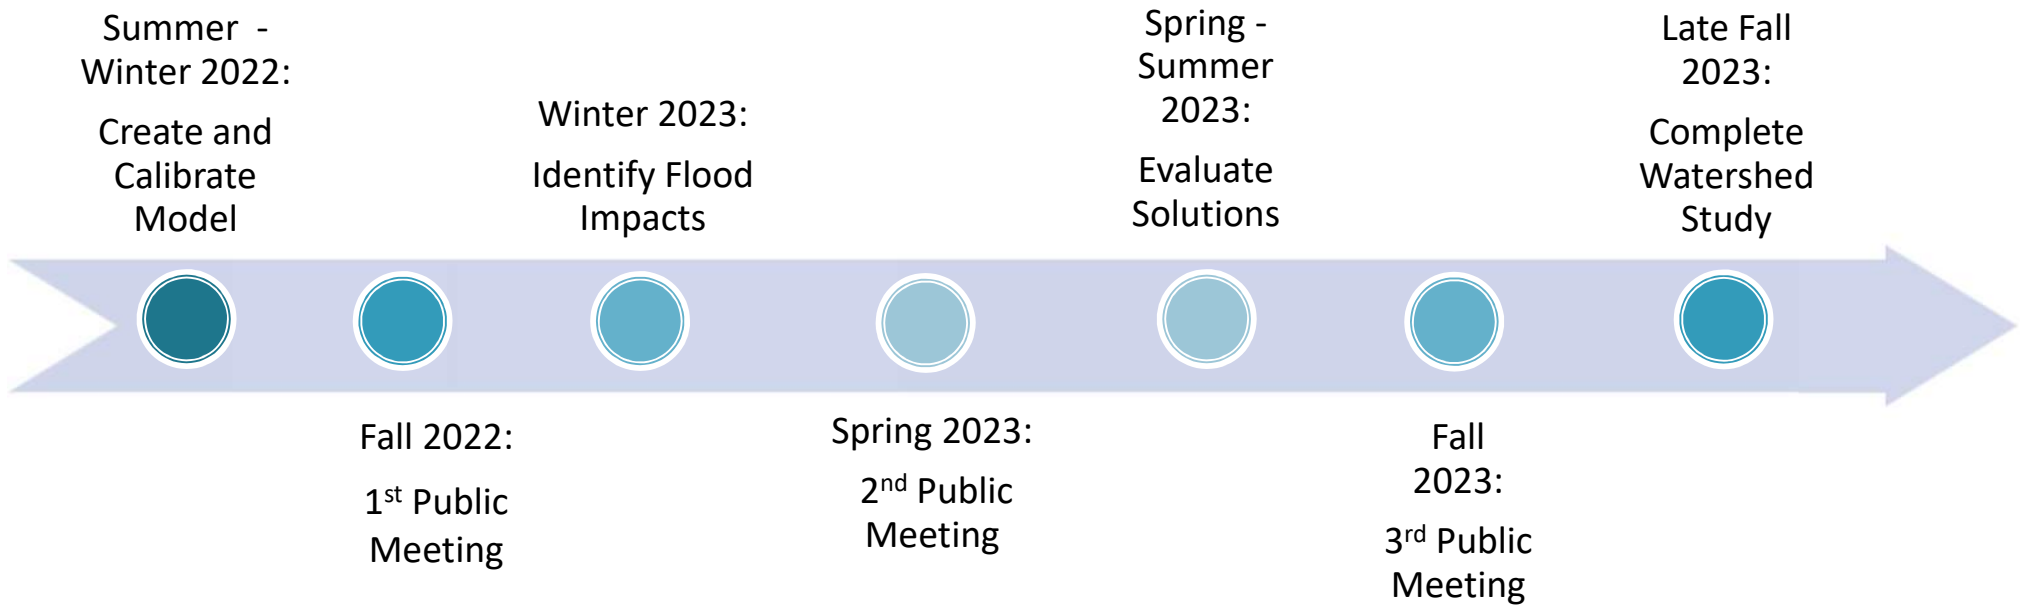 Summer -
Winter 2022:
Create and
Calibrate
Model
Fall 2022:
1st Public
Meeting
Winter 2023:
Identify Flood
Impacts
Spring 2023:
2nd Public
Meeting
Spring -
Summer
2023:
Evaluate
Solutions
Fall
2023:
3rd Public
Meeting
Late Fall
2023:
Complete
Watershed
Study